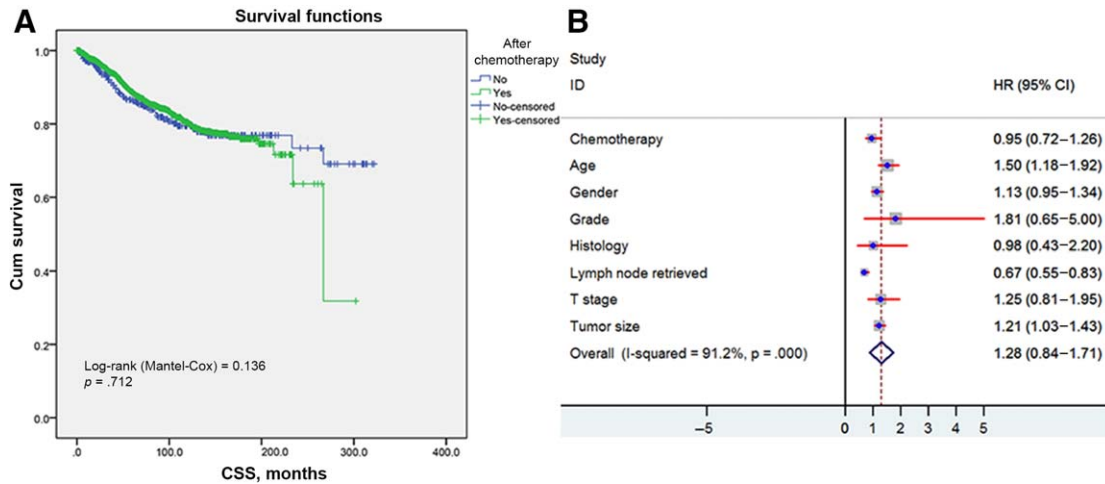 A
Survival functions
After
chemotherapy
No
Yes
No-censored
Yes-censored
1.0
0.8
0.6
0.4
0.2
0.0
Cum survival
Log-rank (Mantel-Cox) = 0.136
p = .712
.0 100.0 200.0 300.0 400.0
CSS, months
B
Study
ID HR (95% CI)
Chemotherapy 0.95 (0.72–1.26)
Age 1.50 (1.18–1.92)
Gender 1.13 (0.95–1.34)
Grade 1.81 (0.65–5.00)
Histology 0.98 (0.43–2.20)
Lymph node retrieved 0.67 (0.55–0.83)
T stage 1.25 (0.81–1.95)
Tumor size 1.21 (1.03–1.43)
Overall (I-squared = 91.2%, p = .000) 1.28 (0.84–1.71)
–5 0 1 2 3 4 5